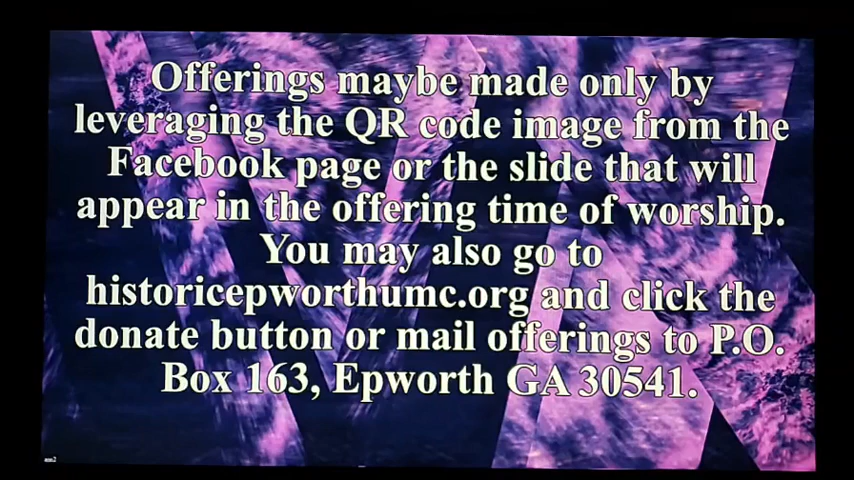 Offerings maybe made only by
leveraging the QR code image from the
Facebook page or the slide that will
appear in the offering time of worship.
You may also go to
historicepworthumc.org and click the
donate button or mail offerings to P.O.
Box 163, Epworth GA 30541.
ann2